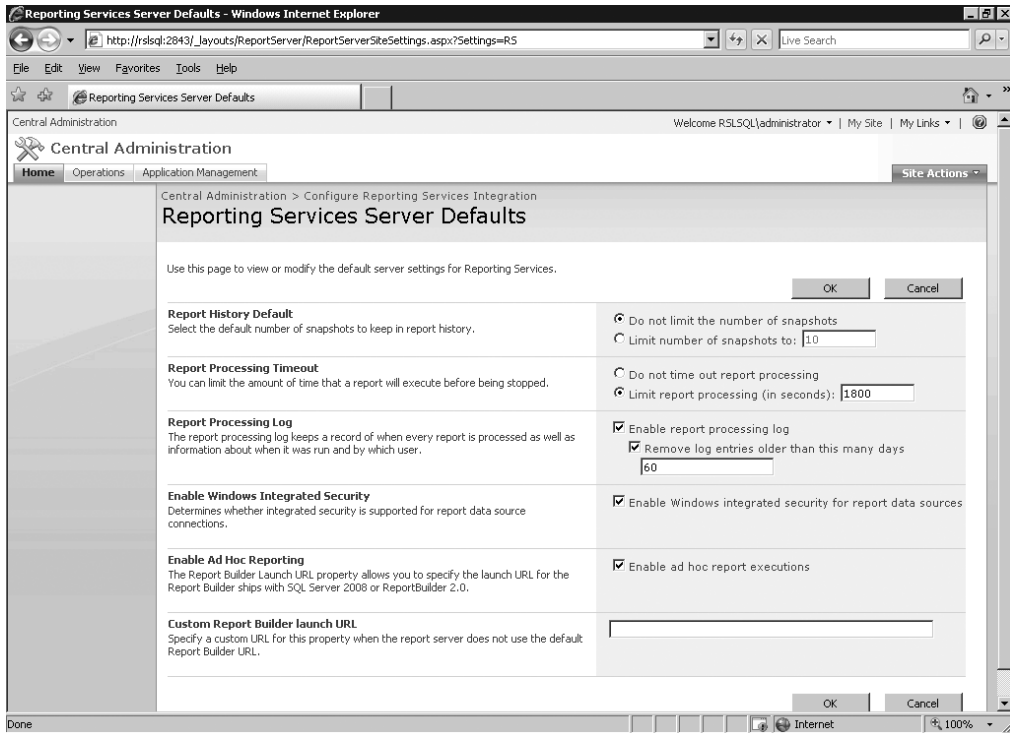 Reporting Services Server Defaults - Windows Internet Explorer
http://rslsql:2843/_layouts/ReportServer/ReportServerSiteSettings.aspx?Settings=RS
Live Search
File Edit View Favorites Tools Help
Reporting Services Server Defaults
Central Administration
Welcome RSLSQL\administrator | My Site | My Links |
Central Administration
Home Operations Application Management Site Actions
Central Administration > Configure Reporting Services Integration
Reporting Services Server Defaults
Use this page to view or modify the default server settings for Reporting Services.
OK Cancel
Report History Default
Select the default number of snapshots to keep in report history.
Do not limit the number of snapshots
Limit number of snapshots to: 10
Report Processing Timeout
You can limit the amount of time that a report will execute before being stopped.
Do not time out report processing
Limit report processing (in seconds): 1800
Report Processing Log
The report processing log keeps a record of when every report is processed as well as
information about when it was run and by which user.
Enable report processing log
Remove log entries older than this many days
60
Enable Windows Integrated Security
Determines whether integrated security is supported for report data source
connections.
Enable Windows integrated security for report data sources
Enable Ad Hoc Reporting
The Report Builder Launch URL property allows you to specify the launch URL for the
Report Builder ships with SQL Server 2008 or ReportBuilder 2.0.
Enable ad hoc report executions
Custom Report Builder launch URL
Specify a custom URL for this property when the report server does not use the default
Report Builder URL.
OK Cancel
Done Internet 100%